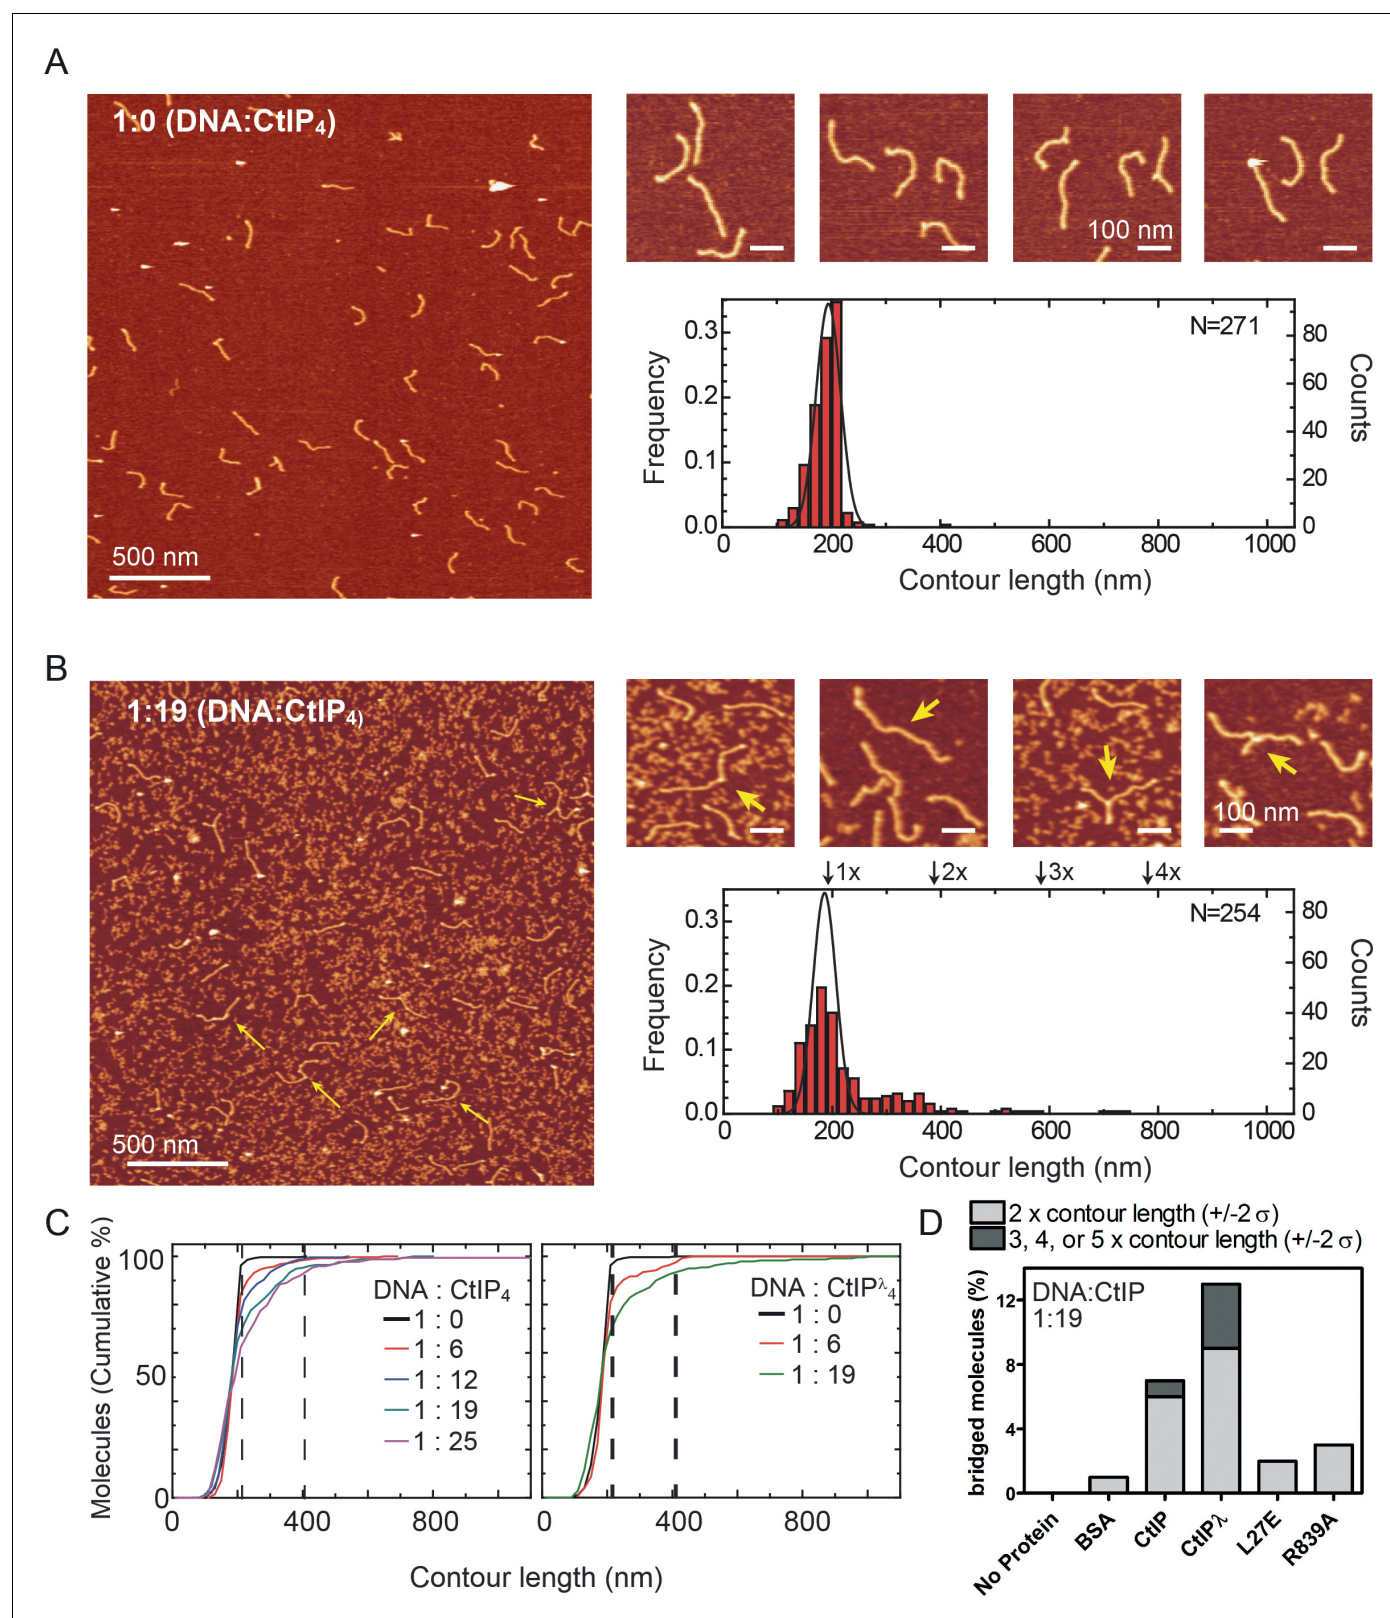 A
1:0 (DNA:CtIP4)
500 nm
100 nm
N=271
Frequency
0.3
0.2
0.1
0.0
80
60
40
20
0
Counts
0 200 400 600 800 1000
Contour length (nm)
B
1:19 (DNA:CtIP4)
500 nm
100 nm
↓1x ↓2x ↓3x ↓4x
N=254
Frequency
0.3
0.2
0.1
0.0
80
60
40
20
0
Counts
0 200 400 600 800 1000
Contour length (nm)
C
Molecules (Cumulative %)
100
50
0
DNA : CtIP4
1 : 0
1 : 6
1 : 12
1 : 19
1 : 25
0 400 800
DNA : CtIPλ4
1 : 0
1 : 6
1 : 19
0 400 800
Contour length (nm)
D
2 x contour length (+/-2 σ)
3, 4, or 5 x contour length (+/-2 σ)
DNA:CtIP
1:19
bridged molecules (%)
12
8
4
0
No Protein
BSA
CtIP
CtIPλ
L27E
R839A